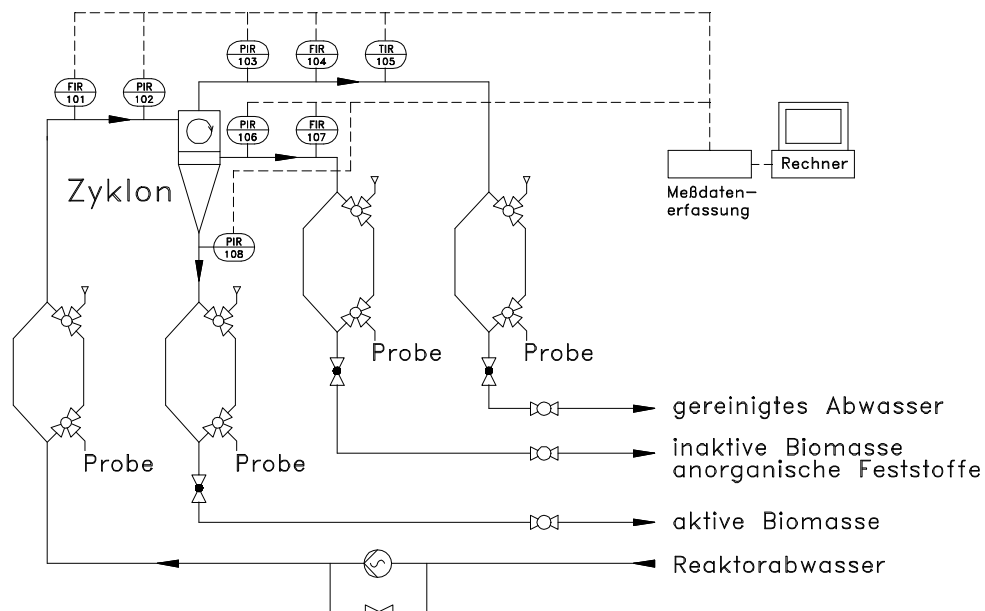 PIR
103
FIR
104
TIR
105
FIR
101
PIR
102
PIR
106
FIR
107
Rechner
Meßdaten-
erfassung
Zyklon
PIR
108
Probe
Probe
Probe
Probe
gereinigtes Abwasser
inaktive Biomasse
anorganische Feststoffe
aktive Biomasse
Reaktorabwasser